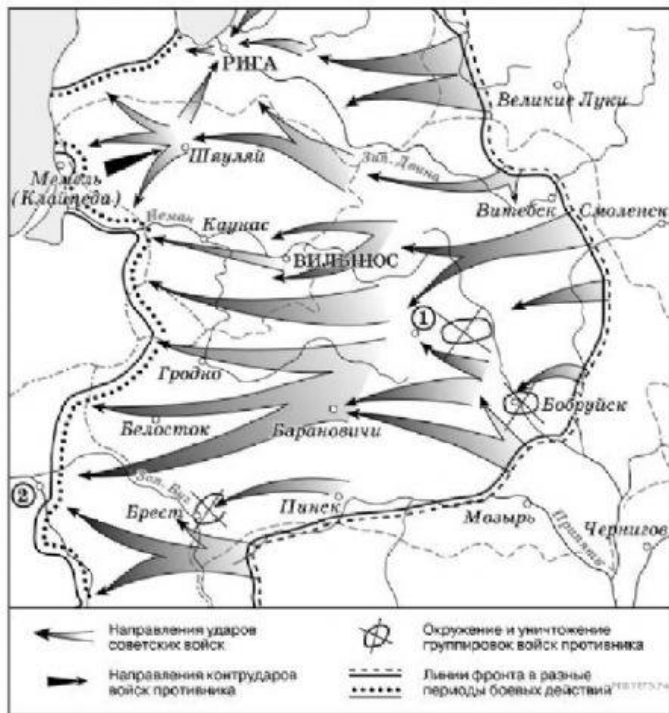 РИГА
Великие Луки
Шяуляй
Зап. Двина
Мемель
(Клайпеда)
Витебск
Смоленск
Неман
Каунас
ВИЛЬНЮС
1
Гродно
Бобруйск
Белосток
Барановичи
2
Зап. Буг
Брест
Пинск
Мозырь
Припять
Чернигов
Направления ударов
советских войск
Окружение и уничтожение
группировок войск противника
Направления контрударов
войск противника
Линии фронта в разные
периоды боевых действий